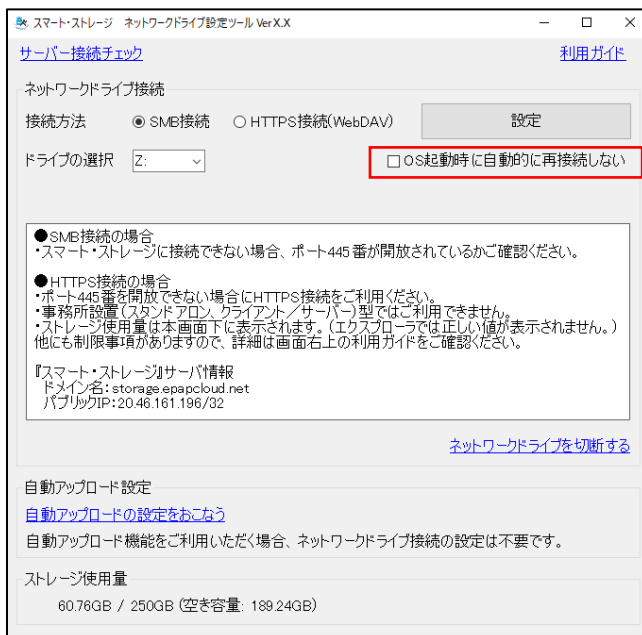 スマート・ストレージ　ネットワークドライブ設定ツール Ver X.X
サーバー接続チェック
利用ガイド
ネットワークドライブ接続
接続方法 SMB接続 HTTPS接続(WebDAV) 設定
ドライブの選択 Z: OS起動時に自動的に再接続しない
●SMB接続の場合
・スマート・ストレージに接続できない場合、ポート445番が開放されているかご確認ください。
●HTTPS接続の場合
・ポート445番を開放できない場合にHTTPS接続をご利用ください。
・事務所設置(スタンドアロン、クライアント／サーバー)型ではご利用できません。
・ストレージ使用量は本画面下に表示されます。(エクスプローラでは正しい値が表示されません。)
他にも制限事項がありますので、詳細は画面右上の利用ガイドをご確認ください。
『スマート・ストレージ』サーバ情報
ドメイン名：storage.epapcloud.net
パブリックIP：20.46.161.196/32
ネットワークドライブを切断する
自動アップロード設定
自動アップロードの設定をおこなう
自動アップロード機能をご利用いただく場合、ネットワークドライブ接続の設定は不要です。
ストレージ使用量
60.76GB / 250GB (空き容量: 189.24GB)